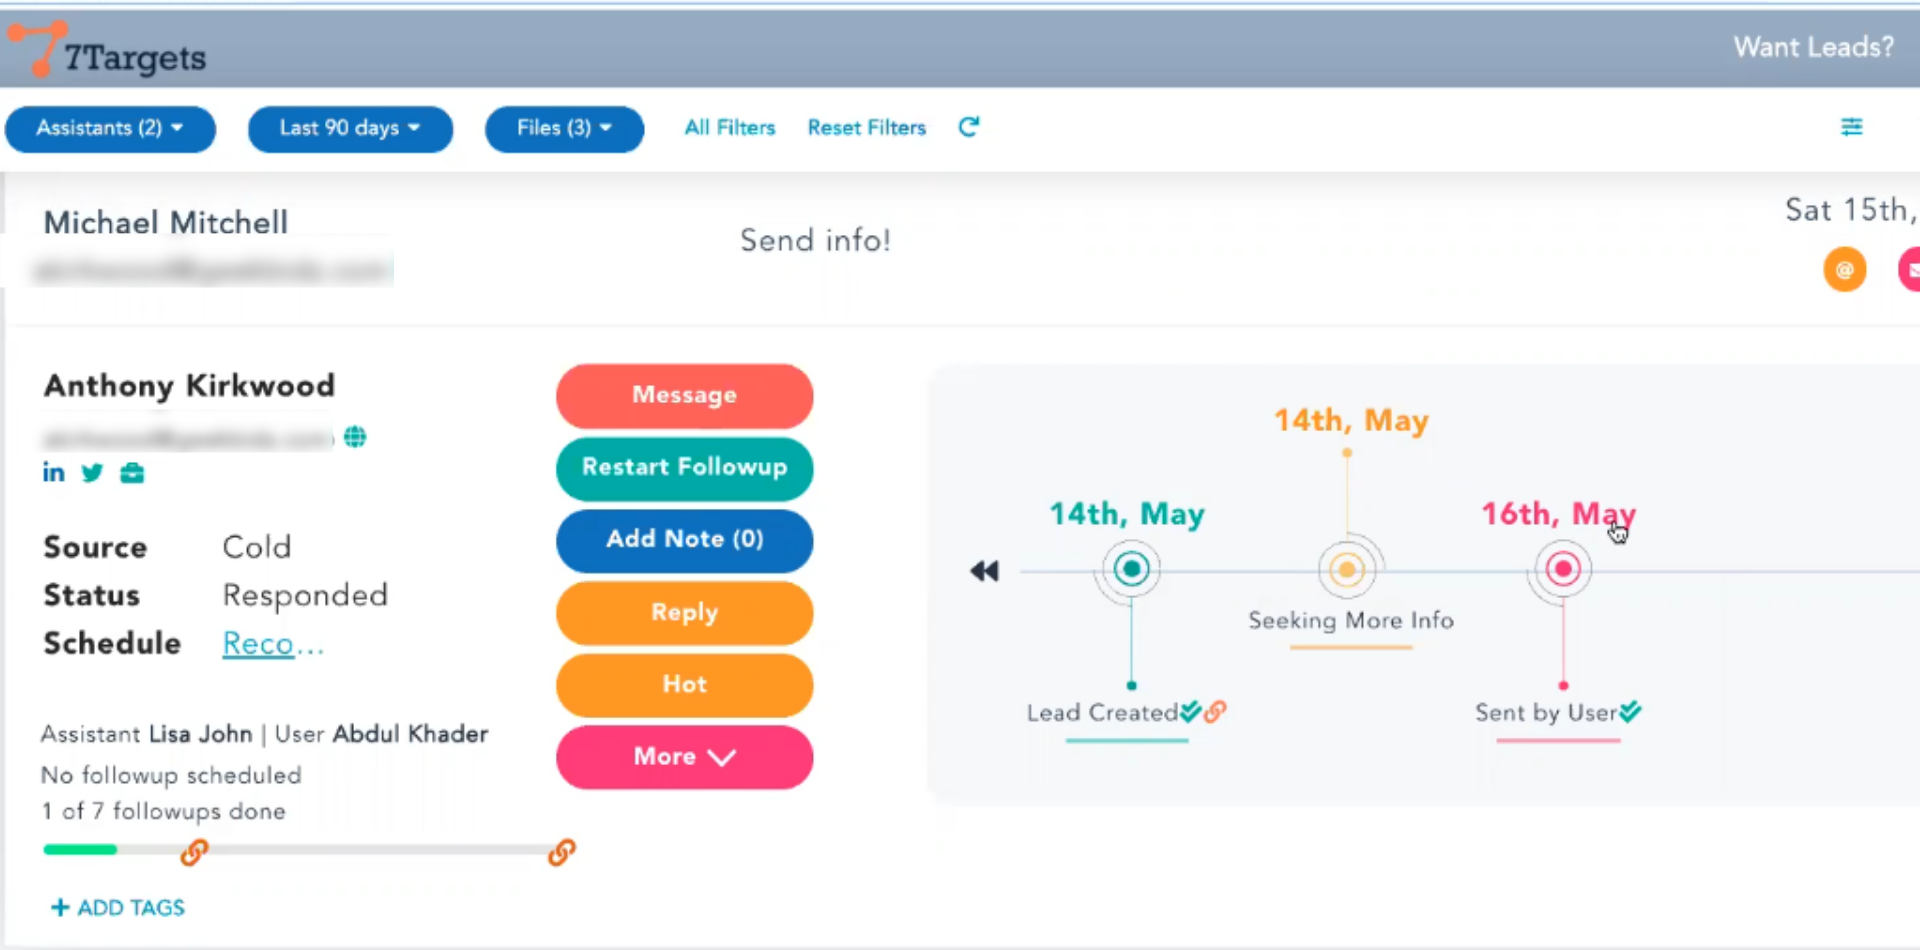 7Targets
Want Leads?
Assistants (2)
Last 90 days
Files (3)
All Filters
Reset Filters
Michael Mitchell
Send info!
Sat 15th,
@
Anthony Kirkwood
in
Source Cold
Status Responded
Schedule Reco...
Assistant Lisa John | User Abdul Khader
No followup scheduled
1 of 7 followups done
+ ADD TAGS
Message
Restart Followup
Add Note (0)
Reply
Hot
More
14th, May
Lead Created
14th, May
Seeking More Info
16th, May
Sent by User